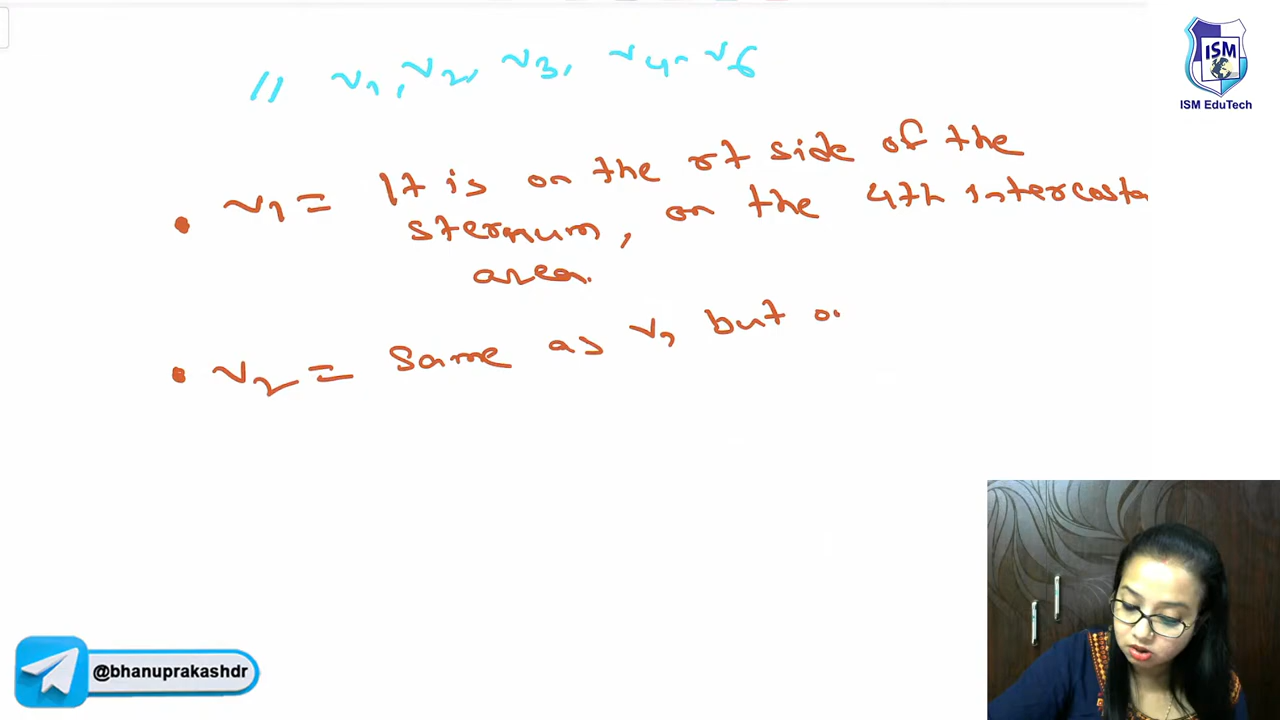 ISM
ISM EduTech
11 V1, V2, V3, V4- V6
• V1 = It is on the rt side of the
sternum, on the 4th intercosta
area.
• V2 = Same as V1 but o
@bhanuprakashdr